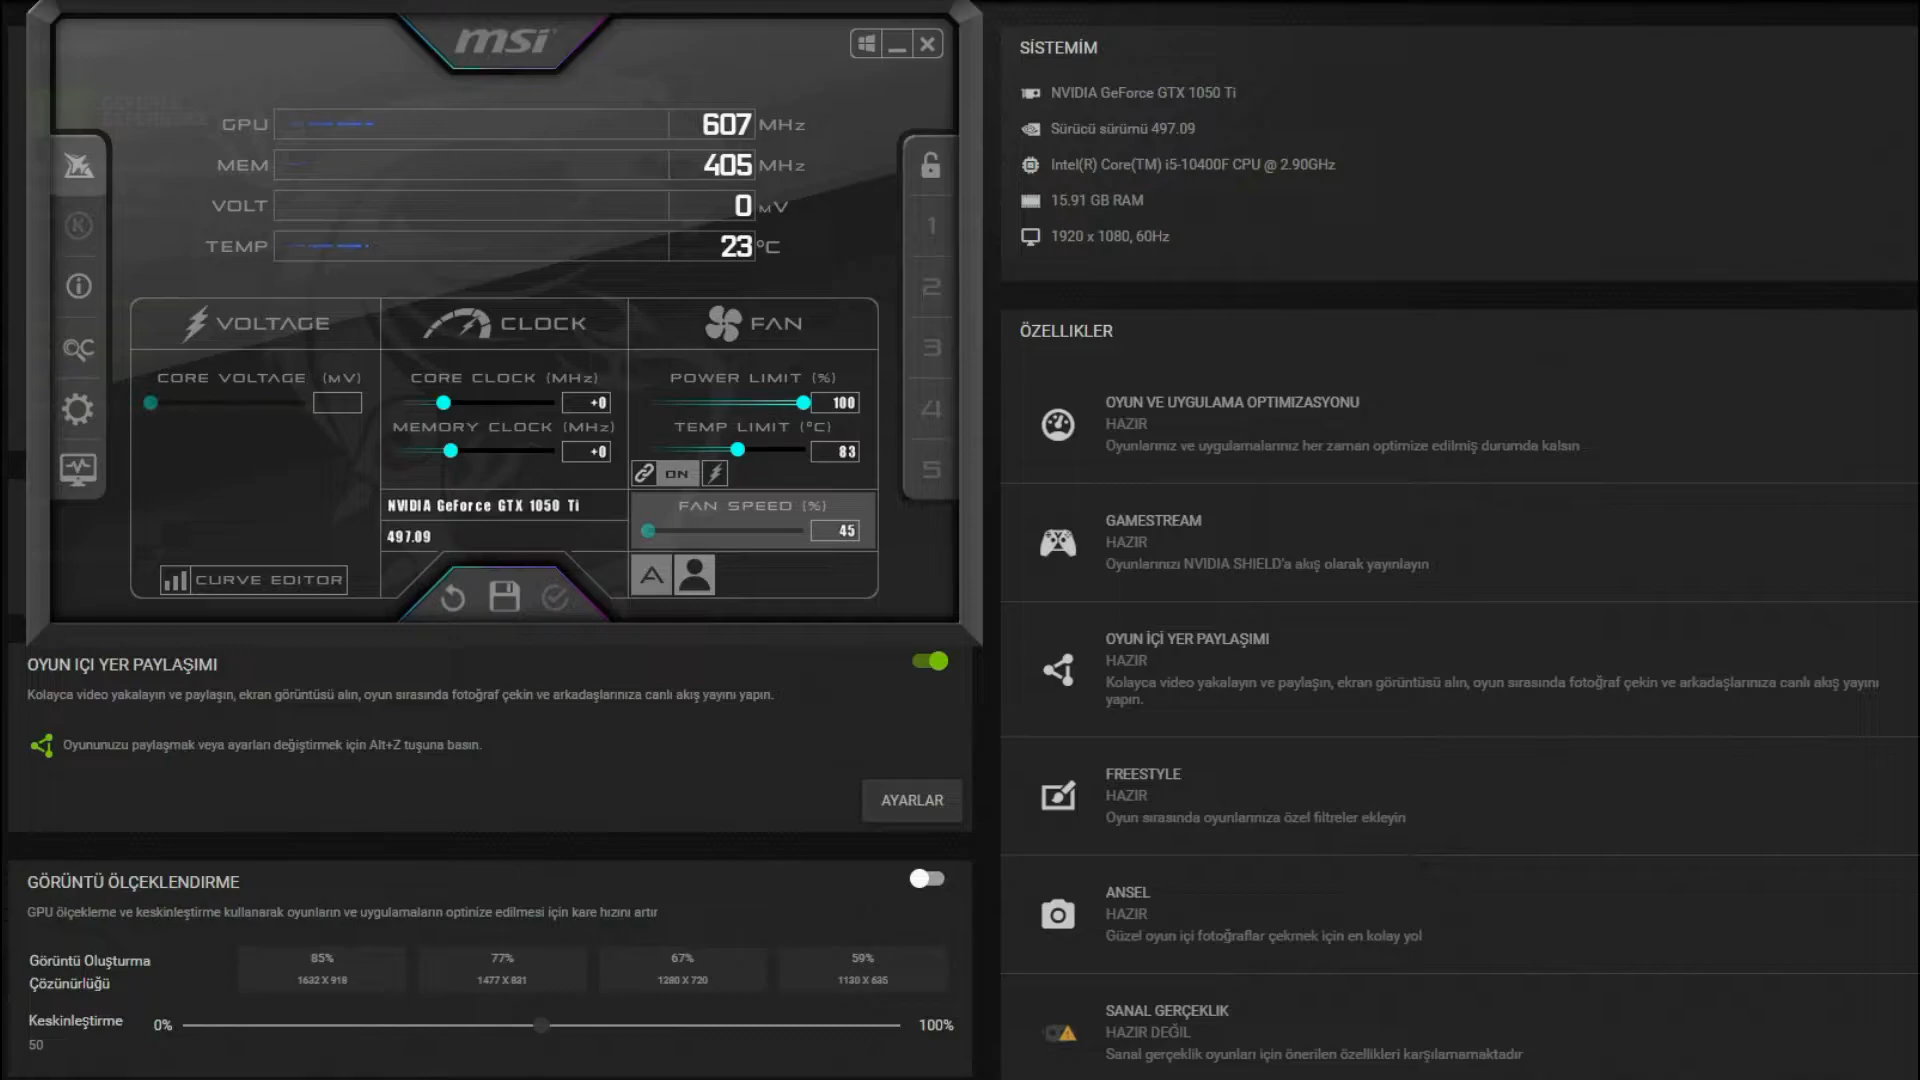 msi
GPU 607 MHz
MEM 405 MHz
VOLT 0 mV
TEMP 23 °C
K
OC
1
2
3
4
5
VOLTAGE
CORE VOLTAGE (MV)
CURVE EDITOR
CLOCK
CORE CLOCK (MHz)
+0
MEMORY CLOCK (MHz)
+0
NVIDIA GeForce GTX 1050 Ti
497.09
FAN
POWER LIMIT (%)
100
TEMP LIMIT (°C)
83
ON
FAN SPEED (%)
45
A
OYUN IÇI YER PAYLAŞIMI
Kolayca video yakalayın ve paylaşın, ekran görüntüsü alın, oyun sırasında fotoğraf çekin ve arkadaşlarınıza canlı akış yayını yapın.
Oyununuzu paylaşmak veya ayarları değiştirmek için Alt+Z tuşuna basın.
AYARLAR
GÖRÜNTÜ ÖLÇEKLENDIRME
GPU ölçekleme ve keskinleştirme kullanarak oyunların ve uygulamaların optinize edilmesi için kare hızını artır
Görüntü Oluşturma
Çözünürlüğü
85%
1632 X 918
77%
1477 X 831
67%
1280 X 720
59%
1130 X 635
Keskinleştirme
50
0%
100%
SİSTEMİM
NVIDIA GeForce GTX 1050 Ti
Sürücü sürümü 497.09
Intel(R) Core(TM) i5-10400F CPU @ 2.90GHz
15.91 GB RAM
1920 x 1080, 60Hz
ÖZELLIKLER
OYUN VE UYGULAMA OPTIMIZASYONU
HAZIR
Oyunlarınız ve uygulamalarınız her zaman optimize edilmiş durumda kalsın
GAMESTREAM
HAZIR
Oyunlarınızı NVIDIA SHIELD'a akış olarak yayınlayın
OYUN İÇİ YER PAYLAŞIMI
HAZIR
Kolayca video yakalayın ve paylaşın, ekran görüntüsü alın, oyun sırasında fotoğraf çekin ve arkadaşlarınıza canlı akış yayını
yapın.
FREESTYLE
HAZIR
Oyun sırasında oyunlarınıza özel filtreler ekleyin
ANSEL
HAZIR
Güzel oyun içi fotoğraflar çekmek için en kolay yol
SANAL GERÇEKLIK
HAZIR DEĞIL
Sanal gerçeklik oyunları için önerilen özellikleri karşılamamaktadır